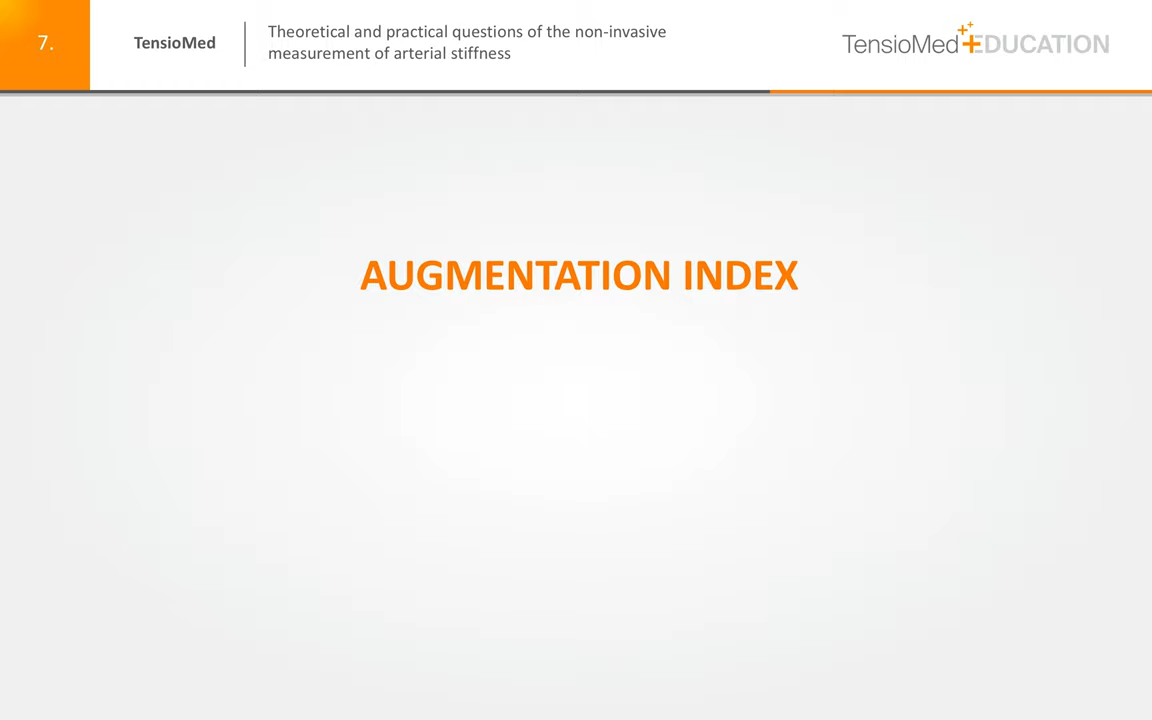 7.
TensioMed
Theoretical and practical questions of the non-invasive
measurement of arterial stiffness
TensioMed EDUCATION
AUGMENTATION INDEX